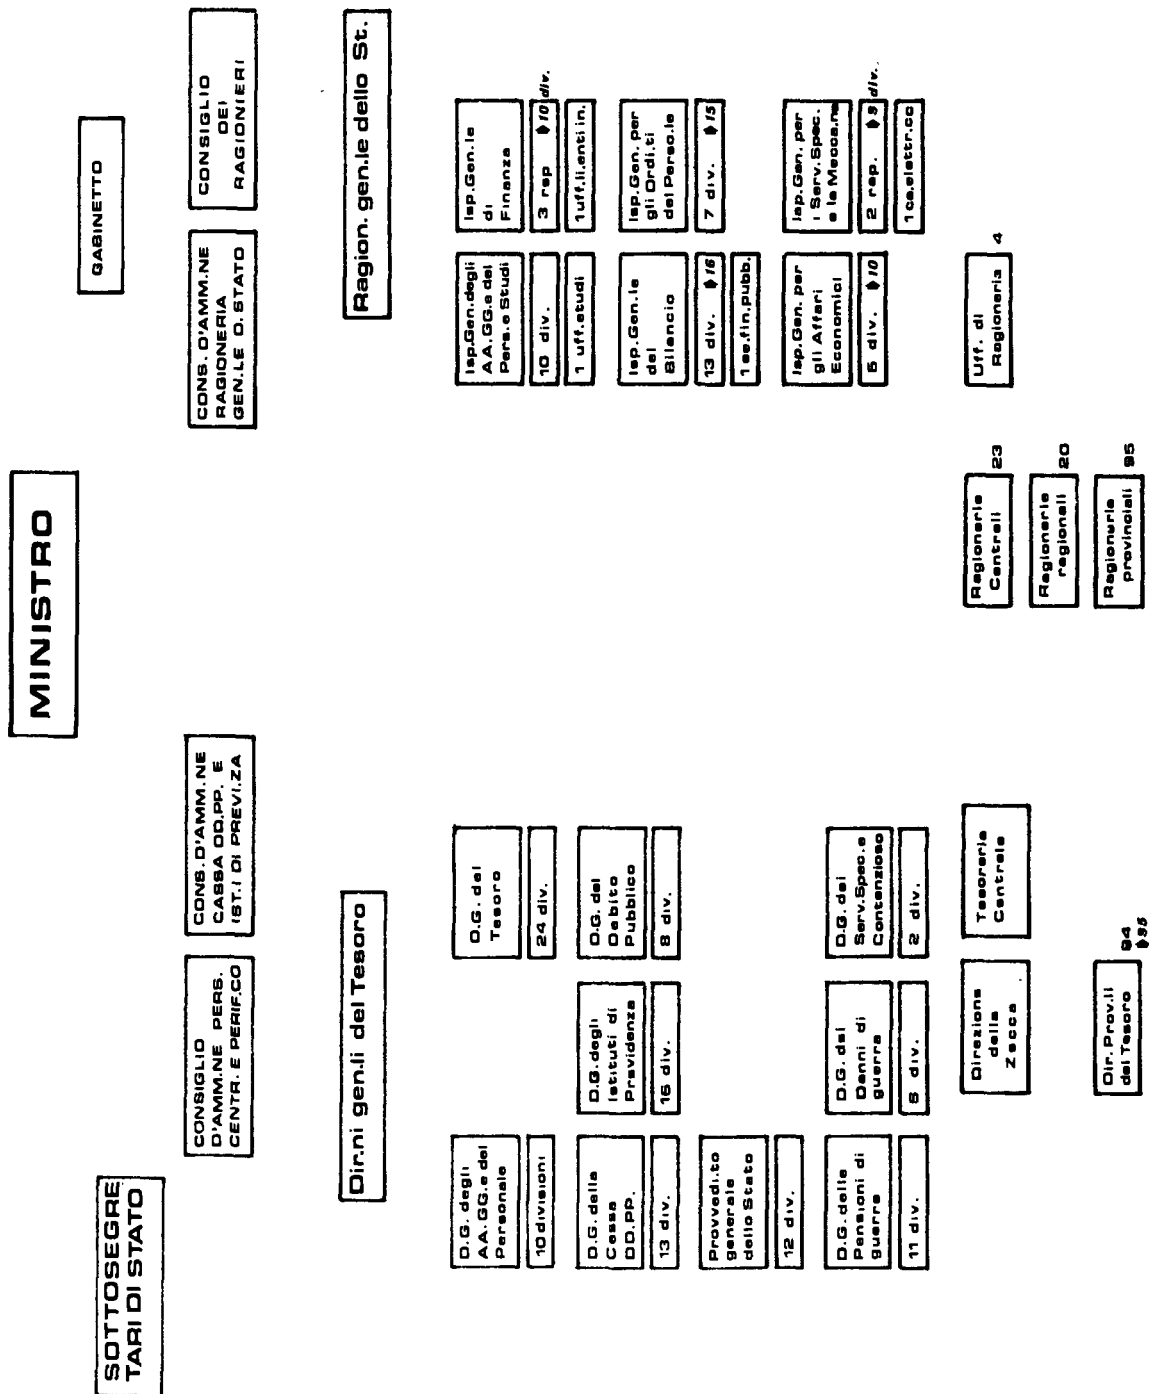 MINISTRO
SOTTOSEGRE
TARI DI STATO
GABINETTO
CONSIGLIO
D'AMM.NE PERS.
CENTR. E PERIF.CO
CONS. D'AMM.NE
CASSA DD.PP. E
IST.I DI PREVI.ZA
CONS. D'AMM.NE
RAGIONERIA
GEN.LE D. STATO
CONSIGLIO
DEI
RAGIONIERI
Dir.ni gen.li del Tesoro
Ragion. gen.le dello St.
D.G. degli
AA.GG. e del
Personale
10 divisioni
D.G. del
Tesoro
24 div.
Isp. Gen. degli
AA.GG. e del
Pers. e Studi
10 div.
1 uff. studi
Isp. Gen. le
di
Finanza
3 rep 10 div.
1 uff. li. enti in.
D.G. della
Cassa
DD.PP.
13 div.
D.G. degli
Istituti di
Previdenza
16 div.
D.G. del
Debito
Pubblico
8 div.
Isp. Gen. le
del
Bilancio
13 div. 16
1 se. fin. pubb.
Isp. Gen. per
gli Ordi.ti
del Perso.le
7 div. 15
Provvedi.to
generale
dello Stato
12 div.
D.G. delle
Pensioni di
guerra
11 div.
D.G. dei
Danni di
guerra
5 div.
D.G. dei
Serv. Spec. e
Contenzioso
2 div.
Isp. Gen. per
gli Affari
Economici
5 div. 10
Isp. Gen. per
i Serv. Spec.
e la Mecca.ne
2 rep. 9 div.
1 ce. elettr. co
Direzione
della
Zecca
Tesoreria
Centrale
Ragionerie
Centrali 23
Uff. di
Ragioneria 4
Ragionerie
regionali 20
Dir. Prov.li
del Tesoro 94
95
Ragionerie
provinciali 95